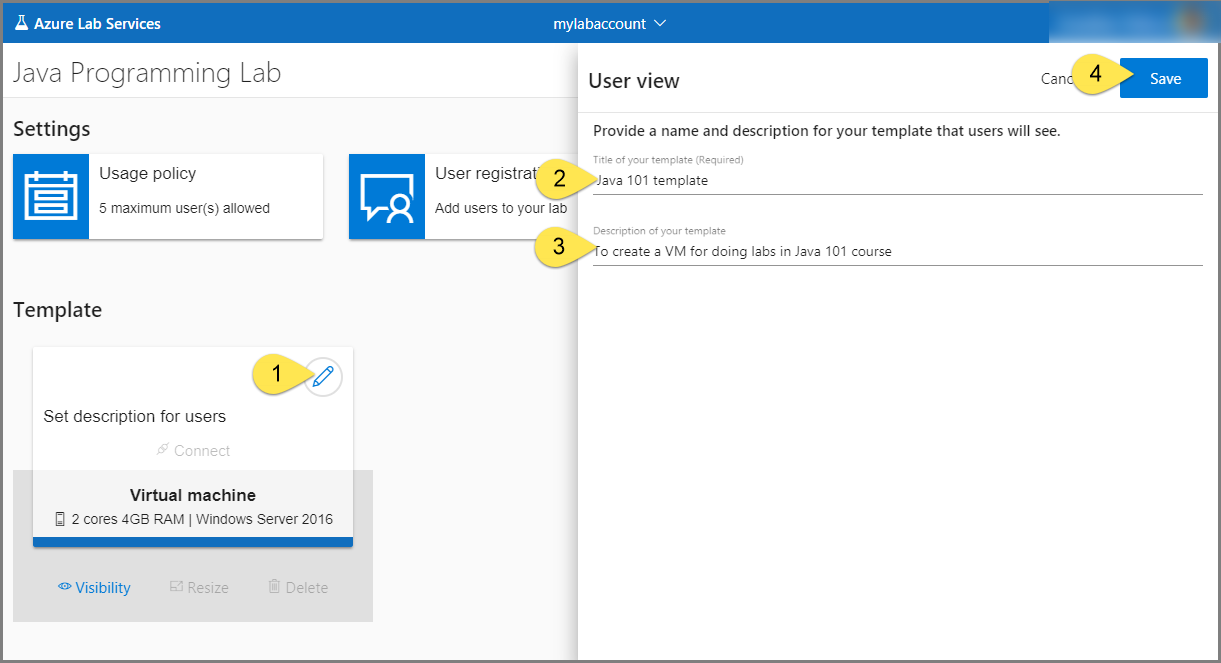 Azure Lab Services
mylabaccount
Java Programming Lab
Settings
Usage policy
5 maximum user(s) allowed
User registrati
Add users to your lab
Template
1
Set description for users
Connect
Virtual machine
2 cores 4GB RAM | Windows Server 2016
Visibility Resize Delete
User view
Canc
4
Save
Provide a name and description for your template that users will see.
Title of your template (Required)
2
Java 101 template
Description of your template
3
To create a VM for doing labs in Java 101 course